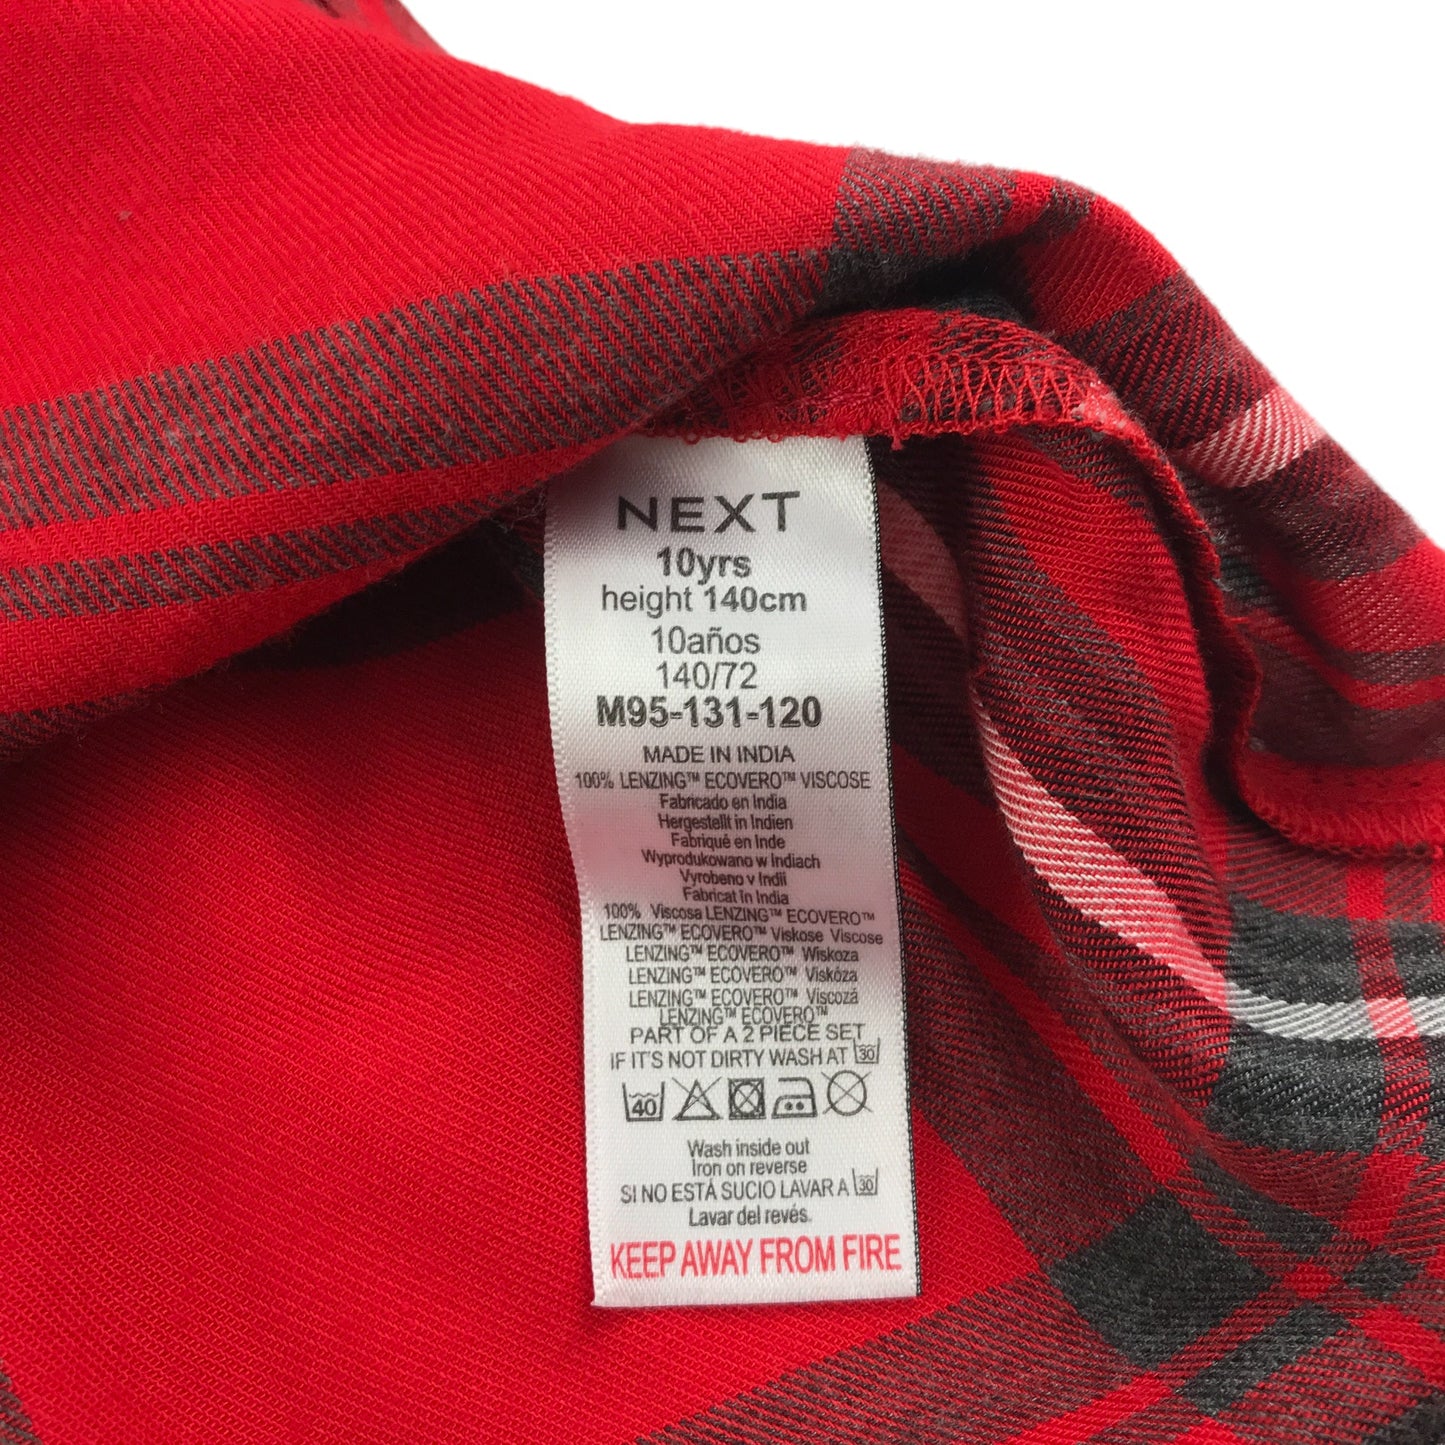 NEXT
10yrs
height 140cm
10años
140/72
M95-131-120
MADE IN INDIA
100% LENZING™ ECOVERO™ VISCOSE
Fabricado en India
Hergestellt in Indien
Fabriqué en Inde
Wyprodukowano w Indiach
Vyrobeno v Indii
Fabricat în India
100% Viscosa LENZING™ ECOVERO™
LENZING™ ECOVERO™ Viskose Viscose
LENZING™ ECOVERO™ Wiskoza
LENZING™ ECOVERO™ Viskóza
LENZING™ ECOVERO™ Viscoză
LENZING™ ECOVERO™
PART OF A 2 PIECE SET
IF IT'S NOT DIRTY WASH AT 30
40
Wash inside out
Iron on reverse
SI NO ESTÁ SUCIO LAVAR A 30
Lavar del revés.
KEEP AWAY FROM FIRE